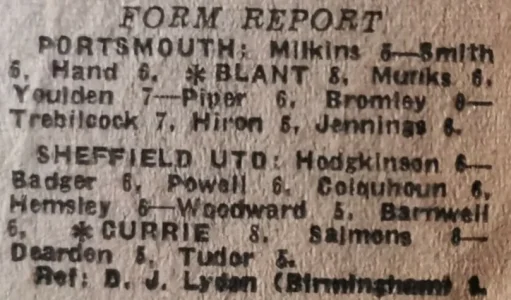 FORM REPORT
PORTSMOUTH: Milkins 6—Smith
5, Hand 6, * BLANT 8, Munks 6,
Youlden 7—Piper 6, Bromley 6—
Trebilcock 7, Hiron 5, Jennings 6.
SHEFFIELD UTD: Hodgkinson 6—
Badger 6, Powell 6, Colquhoun 6,
Hemsley 6—Woodward 5, Barnwell
6, * CURRIE 8, Salmons 6—
Dearden 5, Tudor 5.
Ref: D. J. Lyden (Birmingham)